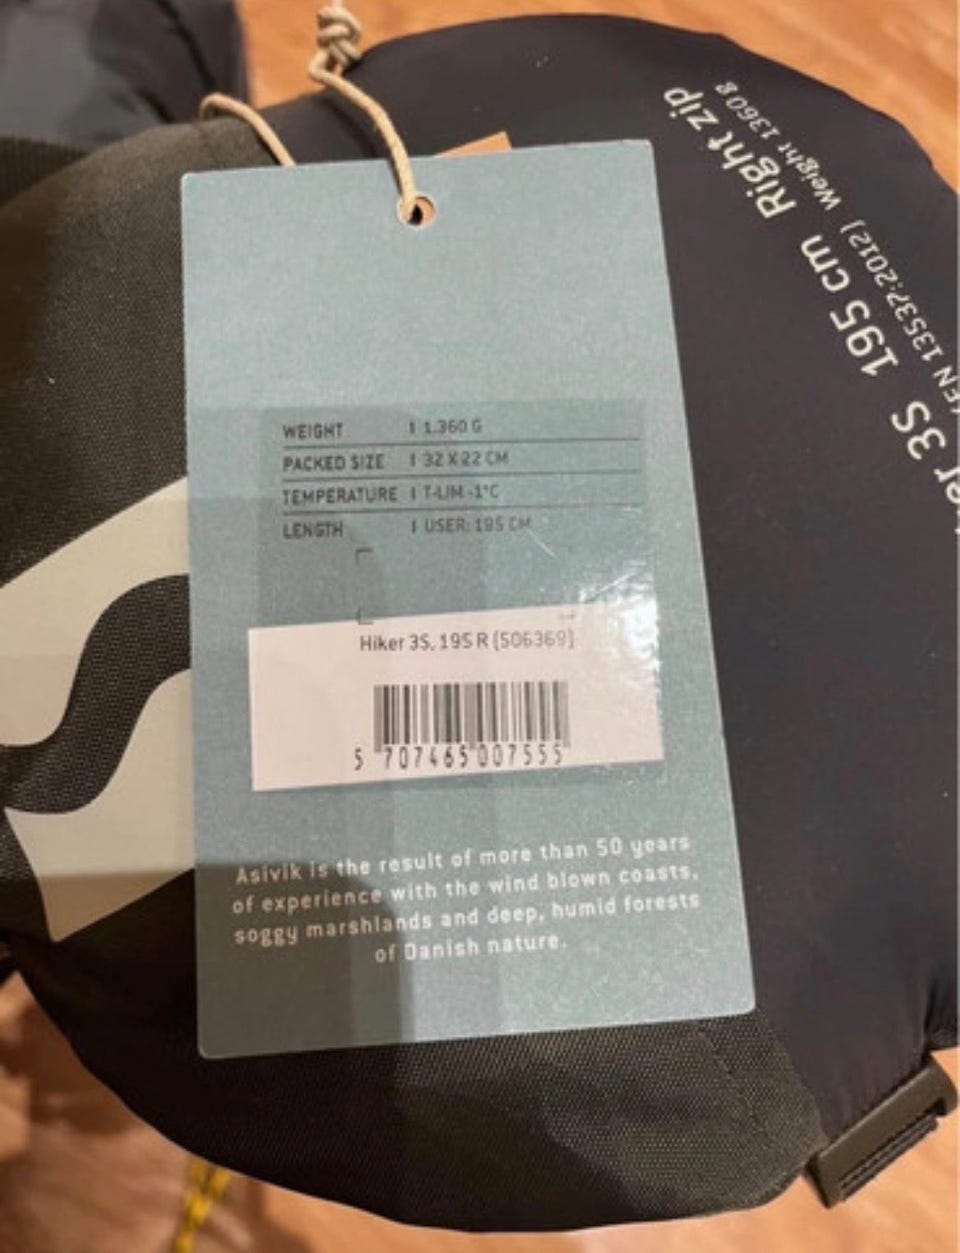 WEIGHT I 1.360 G
PACKED SIZE I 32 X 22 CM
TEMPERATURE I T-LIM -1°C
LENGTH I USER: 195 CM
Hiker 3S, 195 R (506369)
5 707465 007555
Asivik is the result of more than 50 years
of experience with the wind blown coasts,
soggy marshlands and deep, humid forests
of Danish nature.
3S 195 cm Right zip
(EN 13537:2012) Weight 1360 g